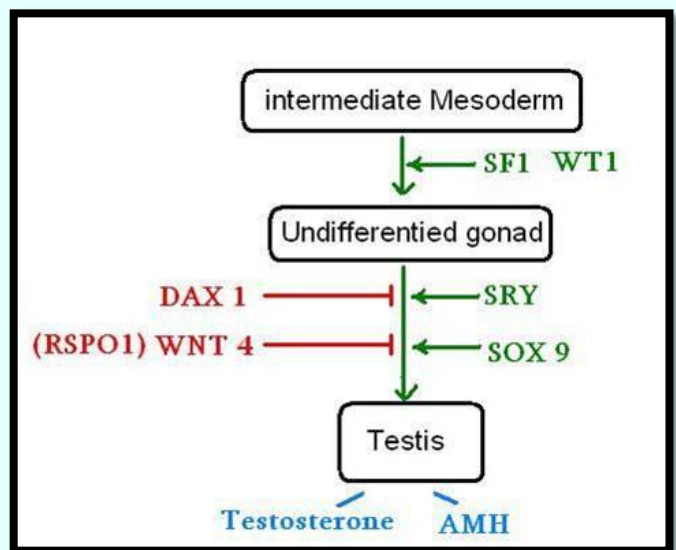 intermediate Mesoderm
SF1 WT1
Undifferentied gonad
DAX 1
SRY
(RSPO1) WNT 4
SOX 9
Testis
Testosterone
AMH